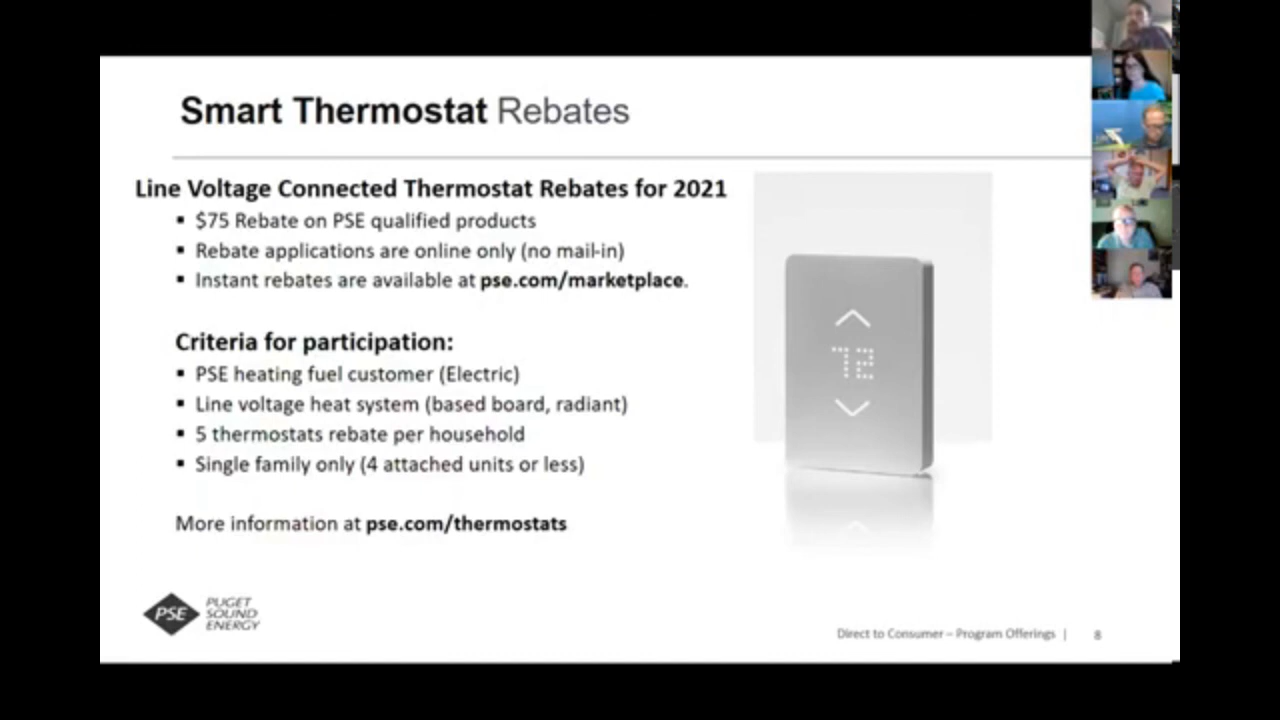 Smart Thermostat Rebates
Line Voltage Connected Thermostat Rebates for 2021
▪ $75 Rebate on PSE qualified products
▪ Rebate applications are online only (no mail-in)
▪ Instant rebates are available at pse.com/marketplace.
Criteria for participation:
▪ PSE heating fuel customer (Electric)
▪ Line voltage heat system (based board, radiant)
▪ 5 thermostats rebate per household
▪ Single family only (4 attached units or less)
More information at pse.com/thermostats
72
PSE
PUGET
SOUND
ENERGY
Direct to Consumer – Program Offerings |
8